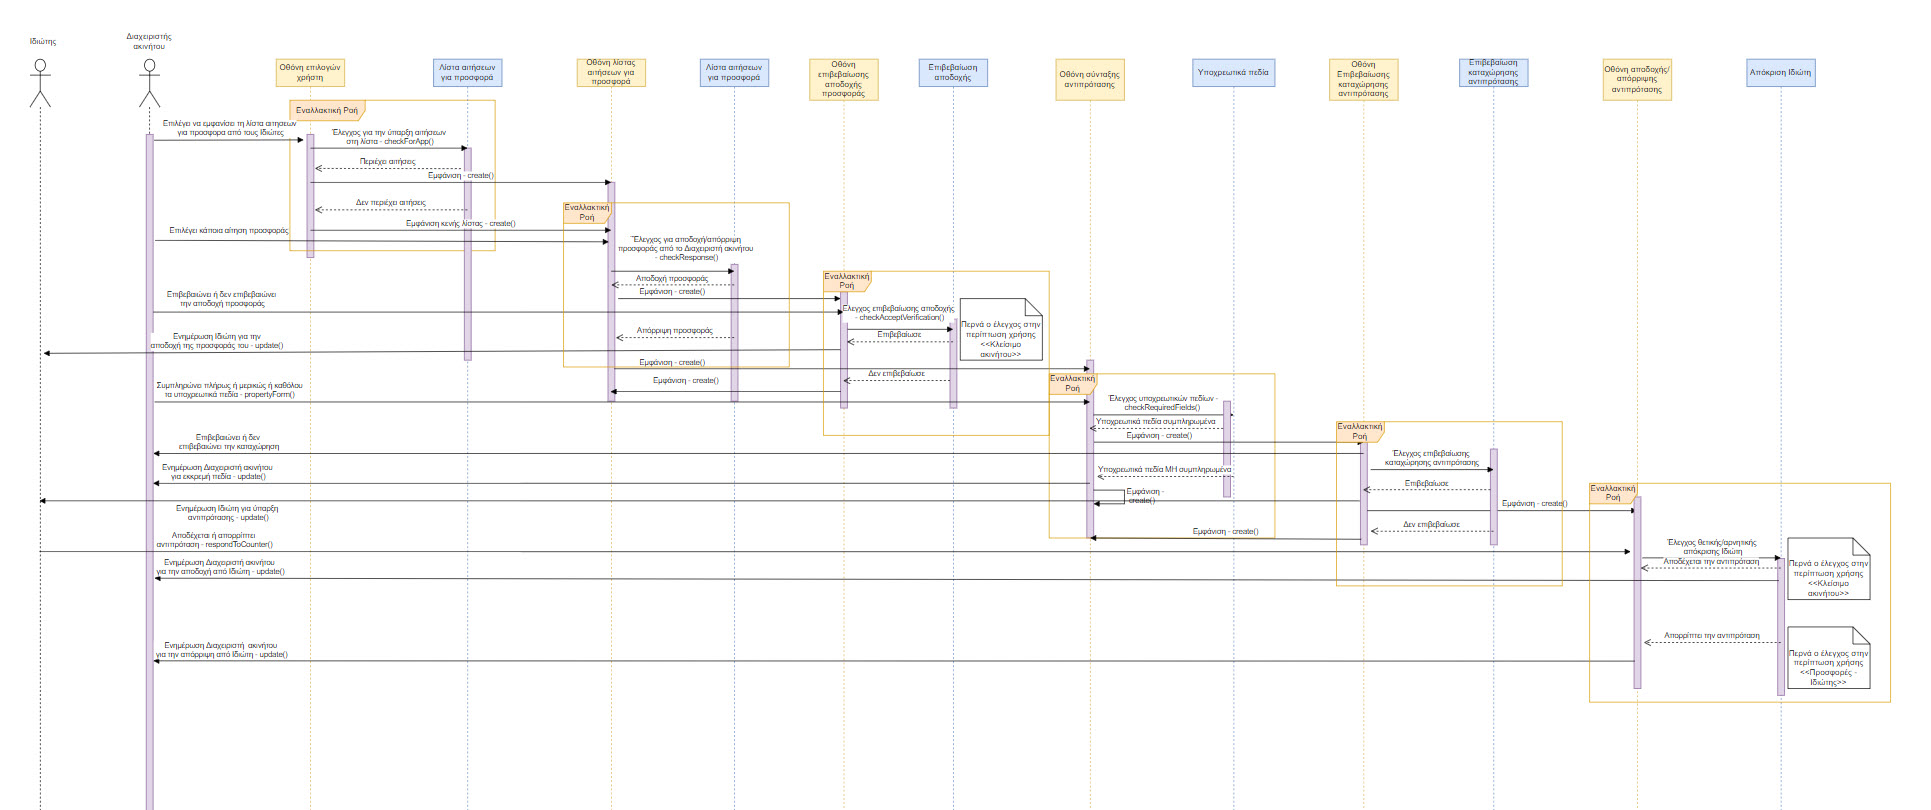 Ιδιώτης
Διαχειριστής
ακινήτου
Οθόνη επιλογών
χρήστη
Λίστα αιτήσεων
για προσφορά
Οθόνη λίστας
αιτήσεων για
προσφορά
Λίστα αιτήσεων
για προσφορά
Οθόνη
επιβεβαίωσης
αποδοχής
προσφοράς
Επιβεβαίωση
αποδοχής
Οθόνη σύνταξης
αντιπρότασης
Υποχρεωτικά πεδία
Οθόνη
Επιβεβαίωσης
καταχώρησης
αντιπρότασης
Επιβεβαίωση
καταχώρησης
αντιπρότασης
Οθόνη αποδοχής/
απόρριψης
αντιπρότασης
Απόκριση Ιδιώτη
Εναλλακτική Ροή
Επιλέγει να εμφανίσει τη λίστα αιτησεων
για προσφορα από τους Ιδιώτες
Έλεγχος για την ύπαρξη αιτήσεων
στη λίστα - checkForApp()
Περιέχει αιτήσεις
Εμφάνιση - create()
Δεν περιέχει αιτήσεις
Εμφάνιση κενής λίστας - create()
Επιλέγει κάποια αίτηση προσφοράς
Εναλλακτική
Ροή
Έλεγχος για αποδοχή/απόρριψη
προσφοράς από το Διαχειριστή ακινήτου
- checkResponse()
Αποδοχή προσφοράς
Εμφάνιση - create()
Εναλλακτική
Ροή
Επιβεβαιώνει ή δεν επιβεβαιώνει
την αποδοχή προσφοράς
Έλεγχος επιβεβαίωσης αποδοχής
- checkAcceptVerification()
Επιβεβαίωσε
Περνά ο έλεγχος στην
περίπτωση χρήσης
<<Κλείσιμο
ακινήτου>>
Απόρριψη προσφοράς
Ενημέρωση Ιδιώτη για την
αποδοχή της προσφοράς του - update()
Εμφάνιση - create()
Δεν επιβεβαίωσε
Εμφάνιση - create()
Εναλλακτική
Ροή
Συμπληρώνει πλήρως ή μερικώς ή καθόλου
τα υποχρεωτικά πεδία - propertyForm()
Έλεγχος υποχρεωτικών πεδίων -
checkRequiredFields()
Υποχρεωτικά πεδία συμπληρωμένα
Εμφάνιση - create()
Εναλλακτική
Ροή
Επιβεβαιώνει ή δεν
επιβεβαιώνει την καταχώρηση
Έλεγχος επιβεβαίωσης
καταχώρησης αντιπρότασης
Ενημέρωση Διαχειριστή ακινήτου
για εκκρεμή πεδία - update()
Υποχρεωτικά πεδία ΜΗ συμπληρωμένα
Επιβεβαίωσε
Εμφάνιση -
create()
Εμφάνιση - create()
Εναλλακτική
Ροή
Ενημέρωση Ιδιώτη για ύπαρξη
αντιπρότασης - update()
Δεν επιβεβαίωσε
Εμφάνιση - create()
Αποδέχεται ή απορρίπτει
αντιπρόταση - respondToCounter()
Έλεγχος θετικής/αρνητικής
απόκρισης Ιδιώτη
Αποδέχεται την αντιπρόταση
Περνά ο έλεγχος στην
περίπτωση χρήσης
<<Κλείσιμο
ακινήτου>>
Ενημέρωση Διαχειριστή ακινήτου
για την αποδοχή από Ιδιώτη - update()
Απορρίπτει την αντιπρόταση
Περνά ο έλεγχος στην
περίπτωση χρήσης
<<Προσφορές -
Ιδιώτης>>
Ενημέρωση Διαχειριστή ακινήτου
για την απόρριψη από Ιδιώτη - update()